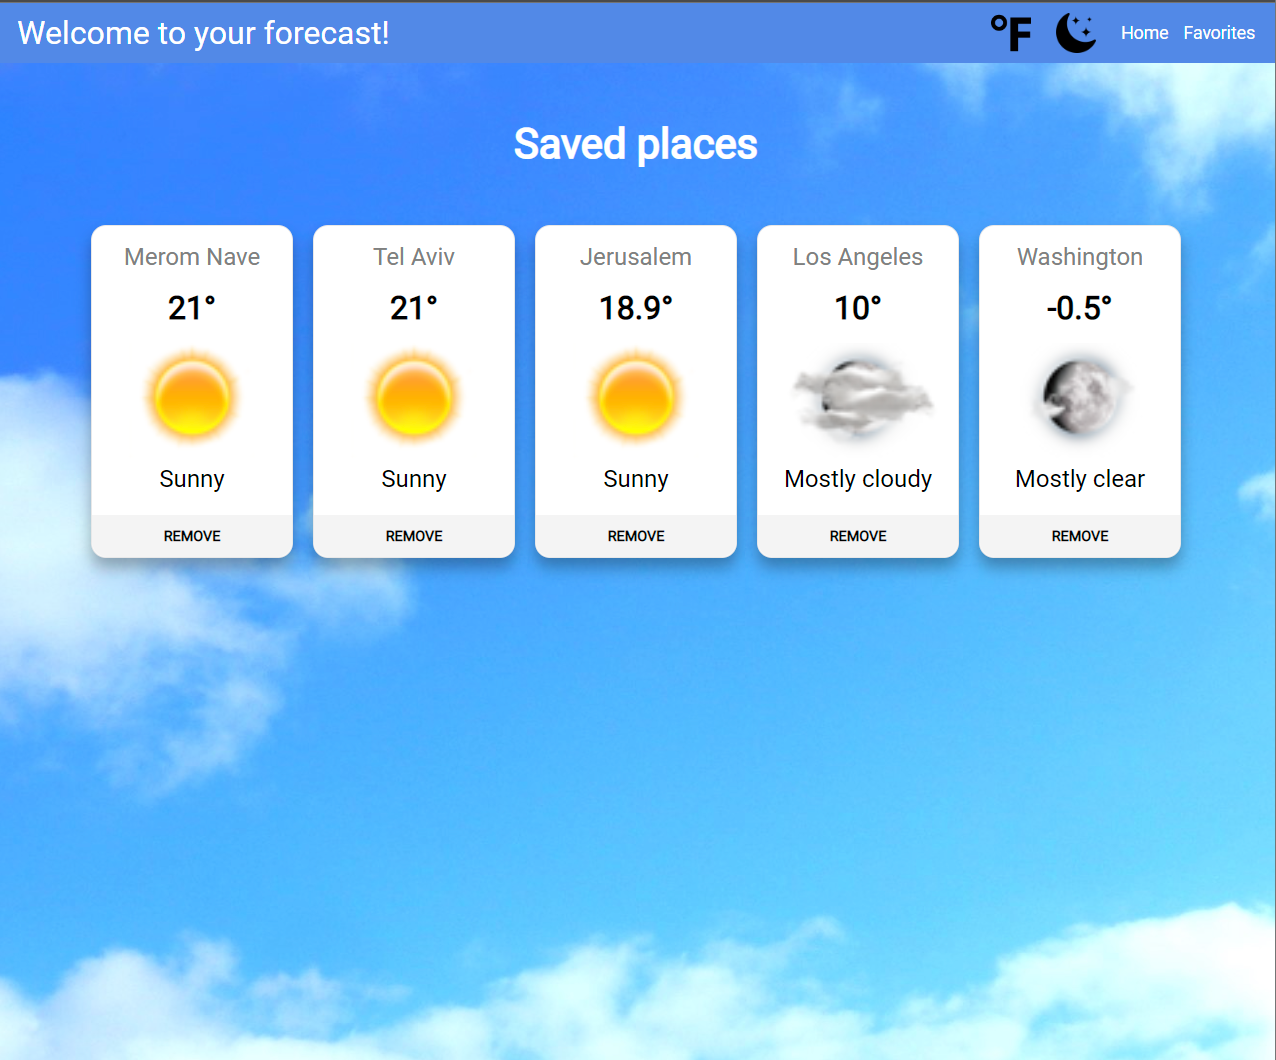 Welcome to your forecast!
°F
Home
Favorites
Saved places
Merom Nave
21°
Sunny
REMOVE
Tel Aviv
21°
Sunny
REMOVE
Jerusalem
18.9°
Sunny
REMOVE
Los Angeles
10°
Mostly cloudy
REMOVE
Washington
-0.5°
Mostly clear
REMOVE